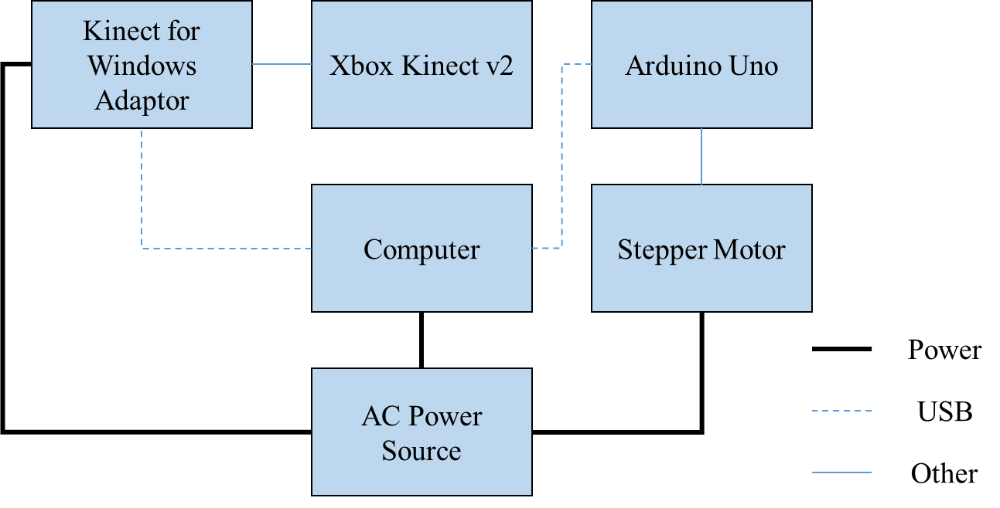 Kinect for
Windows
Adaptor
Xbox Kinect v2
Arduino Uno
Computer
Stepper Motor
AC Power
Source
Power
USB
Other